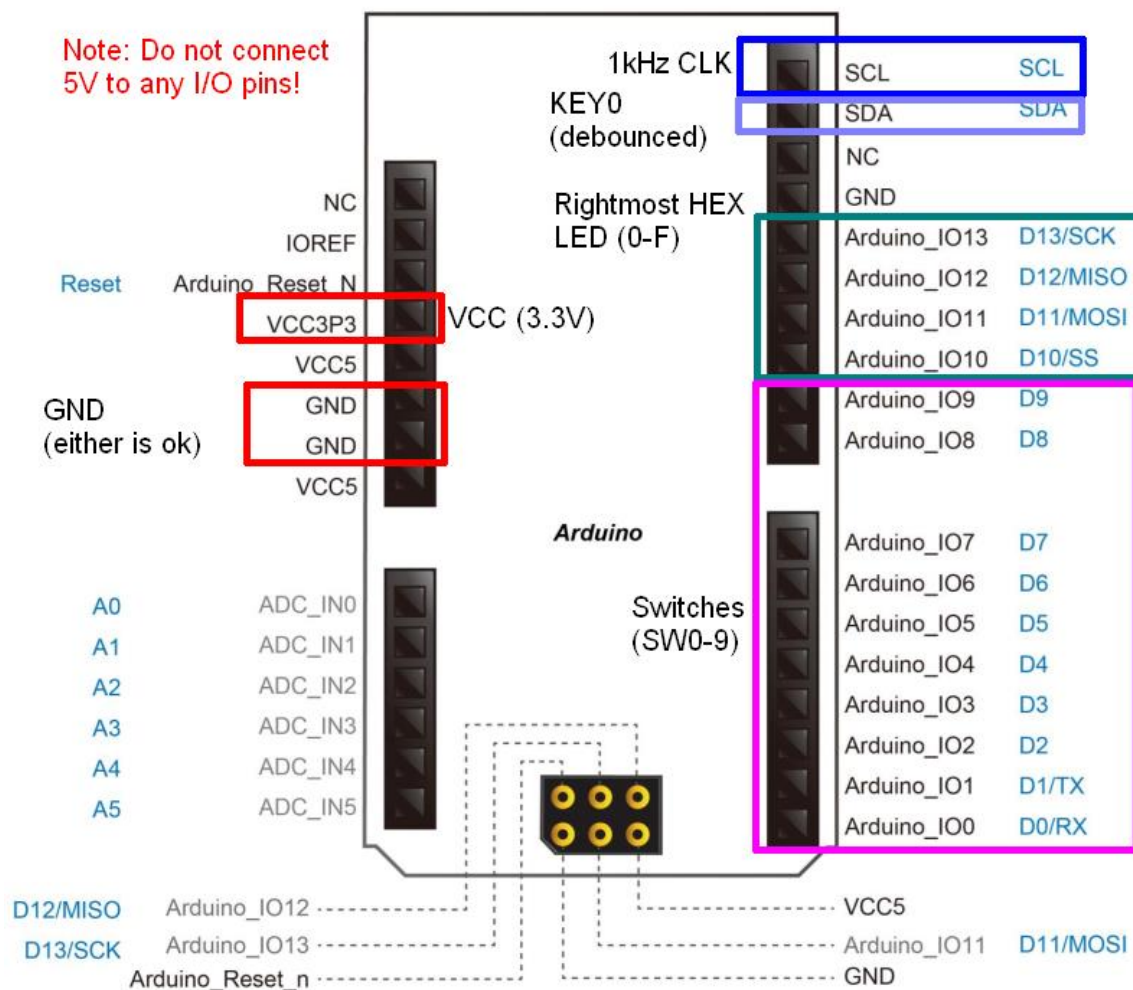 Note: Do not connect
5V to any I/O pins!
1kHz CLK
SCL SCL
KEY0
(debounced)
SDA SDA
NC
GND
Rightmost HEX
LED (0-F)
Arduino_IO13 D13/SCK
Arduino_IO12 D12/MISO
Arduino_IO11 D11/MOSI
Arduino_IO10 D10/SS
Arduino_IO9 D9
Arduino_IO8 D8
NC
IOREF
Reset Arduino_Reset_N
VCC3P3 VCC (3.3V)
VCC5
GND
(either is ok)
GND
GND
VCC5
Arduino
Switches
(SW0-9)
Arduino_IO7 D7
Arduino_IO6 D6
Arduino_IO5 D5
Arduino_IO4 D4
Arduino_IO3 D3
Arduino_IO2 D2
Arduino_IO1 D1/TX
Arduino_IO0 D0/RX
A0 ADC_IN0
A1 ADC_IN1
A2 ADC_IN2
A3 ADC_IN3
A4 ADC_IN4
A5 ADC_IN5
D12/MISO Arduino_IO12
D13/SCK Arduino_IO13
Arduino_Reset_n
VCC5
Arduino_IO11 D11/MOSI
GND